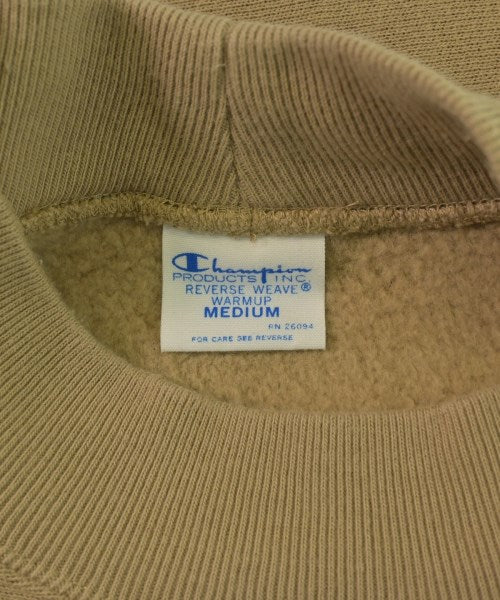 Champion
PRODUCTS INC
REVERSE WEAVE®
WARMUP
MEDIUM
RN 26094
FOR CARE SEE REVERSE